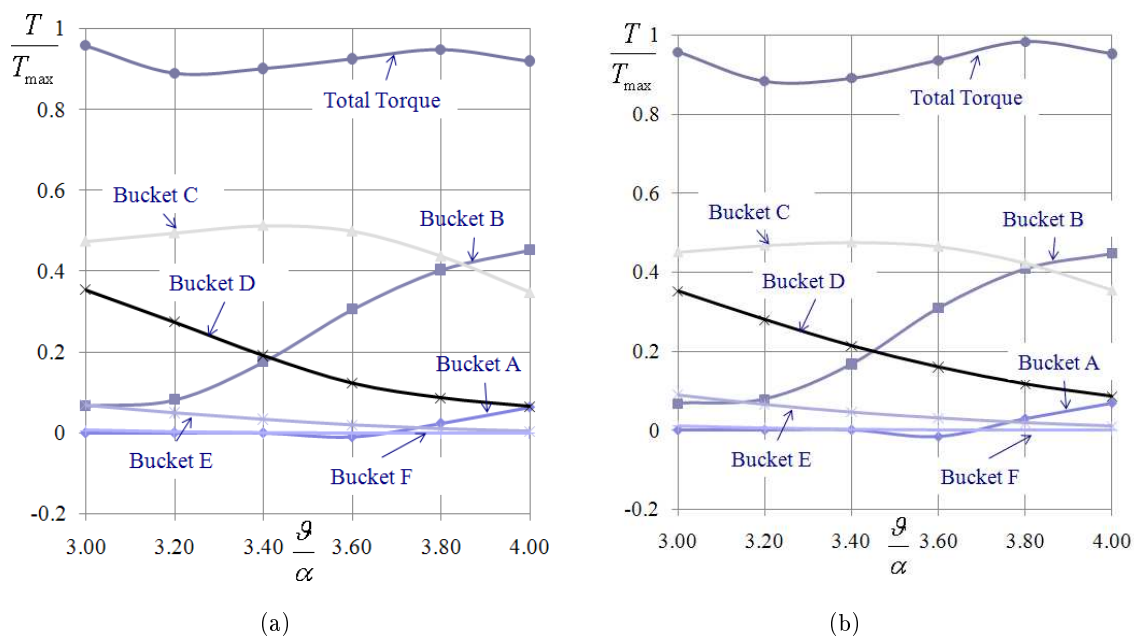 T
T max
1
0.8
0.6
0.4
0.2
0
-0.2
Total Torque
Bucket C
Bucket B
Bucket D
Bucket A
Bucket E
Bucket F
3.00 3.20 3.40 3.60 3.80 4.00
ϑ
α
(a)
T
T max
1
0.8
0.6
0.4
0.2
0
-0.2
Total Torque
Bucket C
Bucket B
Bucket D
Bucket A
Bucket E
Bucket F
3.00 3.20 3.40 3.60 3.80 4.00
ϑ
α
(b)